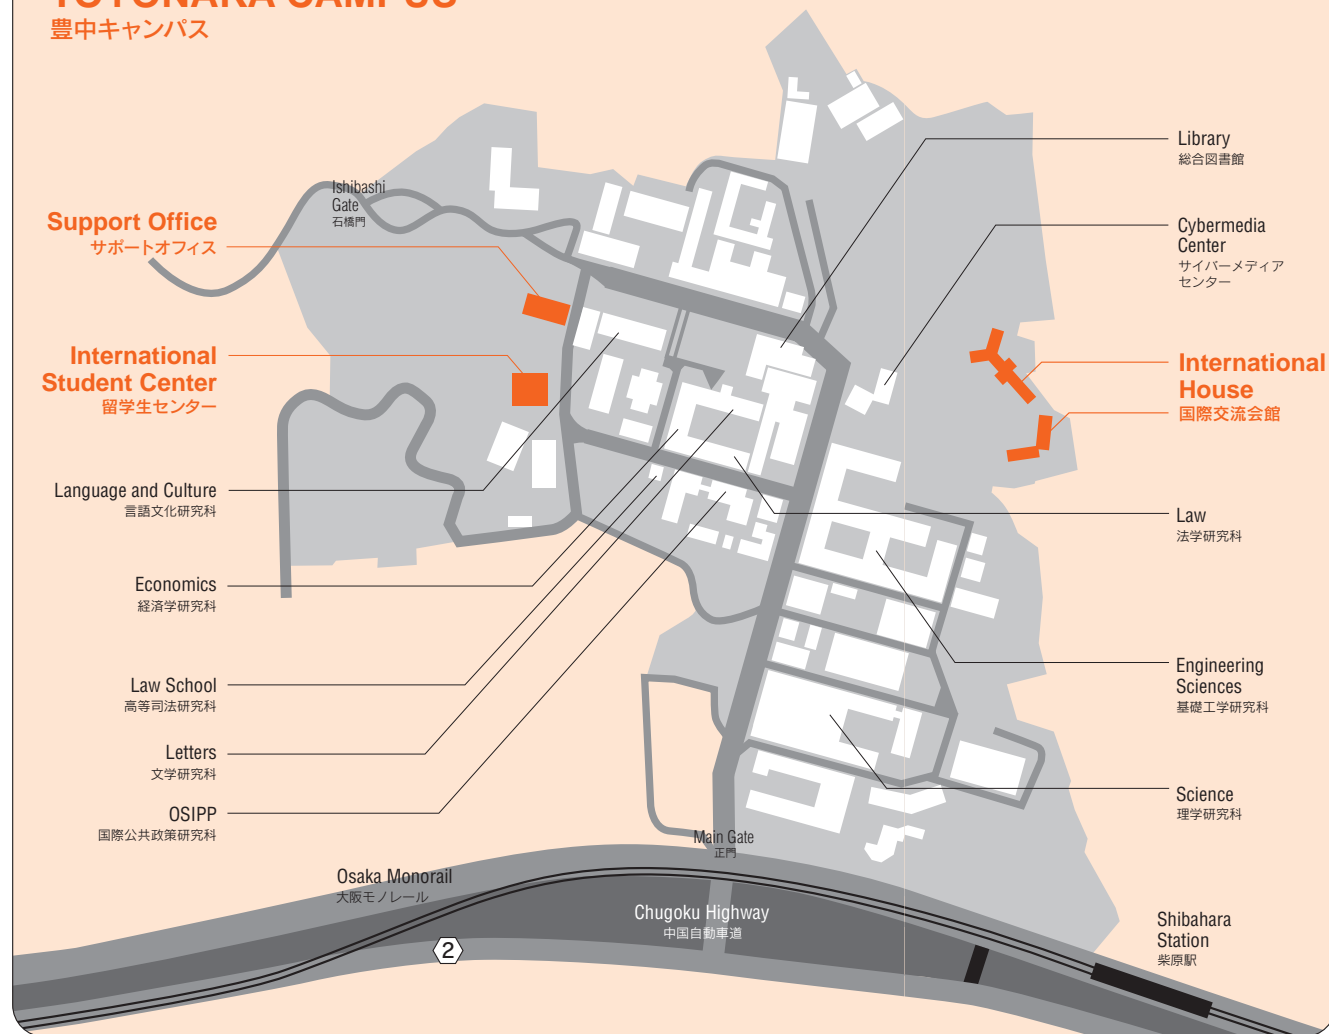 TOYONAKA CAMPUS
豊中キャンパス
Ishibashi
Gate
石橋門
Support Office
サポートオフィス
International
Student Center
留学生センター
Language and Culture
言語文化研究科
Economics
経済学研究科
Law School
高等司法研究科
Letters
文学研究科
OSIPP
国際公共政策研究科
Library
総合図書館
Cybermedia
Center
サイバーメディア
センター
International
House
国際交流会館
Law
法学研究科
Engineering
Sciences
基礎工学研究科
Science
理学研究科
Main Gate
正門
Osaka Monorail
大阪モノレール
Chugoku Highway
中国自動車道
2
Shibahara
Station
柴原駅